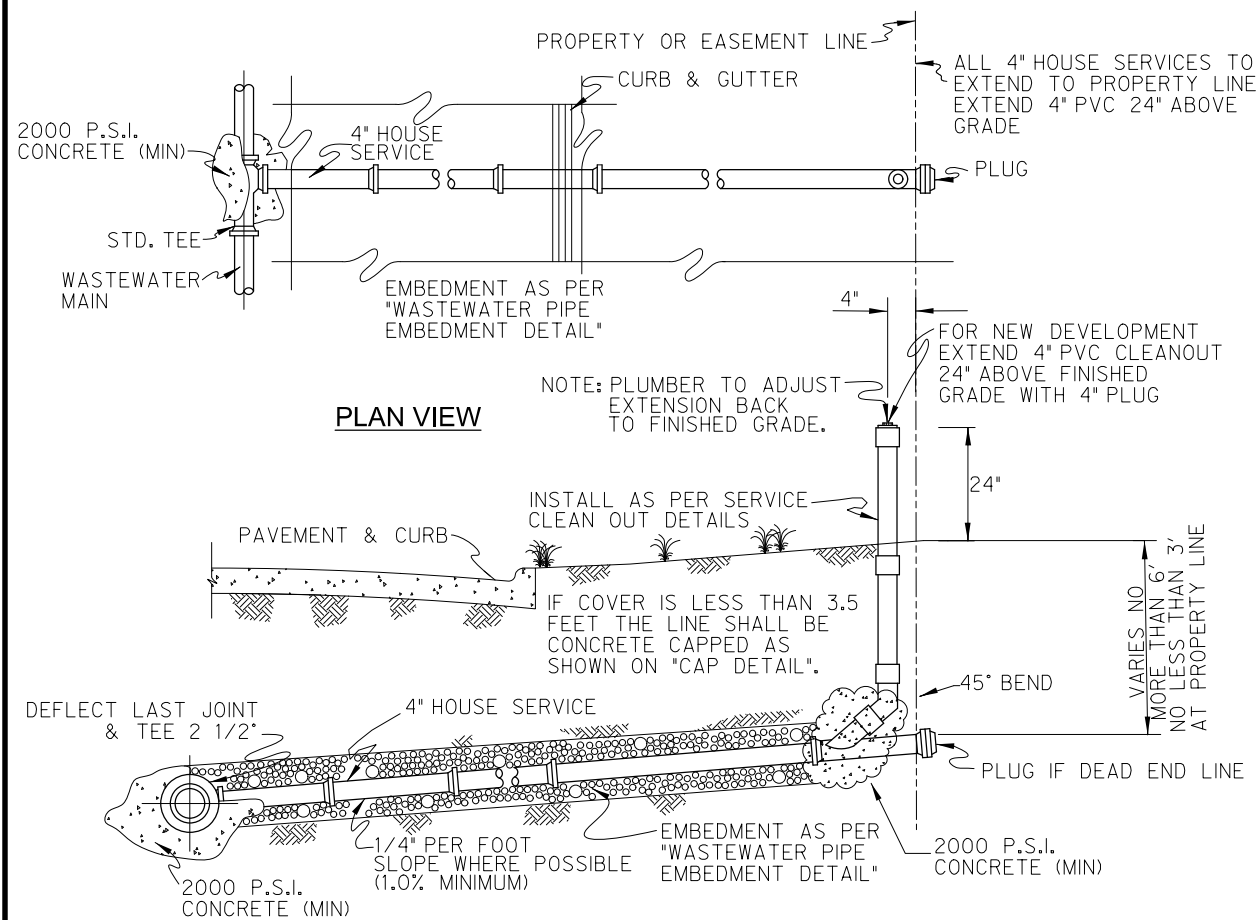 PROPERTY OR EASEMENT LINE
CURB & GUTTER
ALL 4" HOUSE SERVICES TO
EXTEND TO PROPERTY LINE
EXTEND 4" PVC 24" ABOVE
GRADE
2000 P.S.I.
CONCRETE (MIN)
4" HOUSE
SERVICE
PLUG
STD. TEE
WASTEWATER
MAIN
EMBEDMENT AS PER
"WASTEWATER PIPE
EMBEDMENT DETAIL"
4"
FOR NEW DEVELOPMENT
EXTEND 4" PVC CLEANOUT
24" ABOVE FINISHED
GRADE WITH 4" PLUG
NOTE: PLUMBER TO ADJUST
EXTENSION BACK
TO FINISHED GRADE.
PLAN VIEW
24"
INSTALL AS PER SERVICE
CLEAN OUT DETAILS
PAVEMENT & CURB
IF COVER IS LESS THAN 3.5
FEET THE LINE SHALL BE
CONCRETE CAPPED AS
SHOWN ON "CAP DETAIL".
VARIES NO
MORE THAN 6'
NO LESS THAN 3'
AT PROPERTY LINE
45° BEND
DEFLECT LAST JOINT
& TEE 2 1/2°
4" HOUSE SERVICE
PLUG IF DEAD END LINE
1/4" PER FOOT
SLOPE WHERE POSSIBLE
(1.0% MINIMUM)
EMBEDMENT AS PER
"WASTEWATER PIPE
EMBEDMENT DETAIL"
2000 P.S.I.
CONCRETE (MIN)
2000 P.S.I.
CONCRETE (MIN)